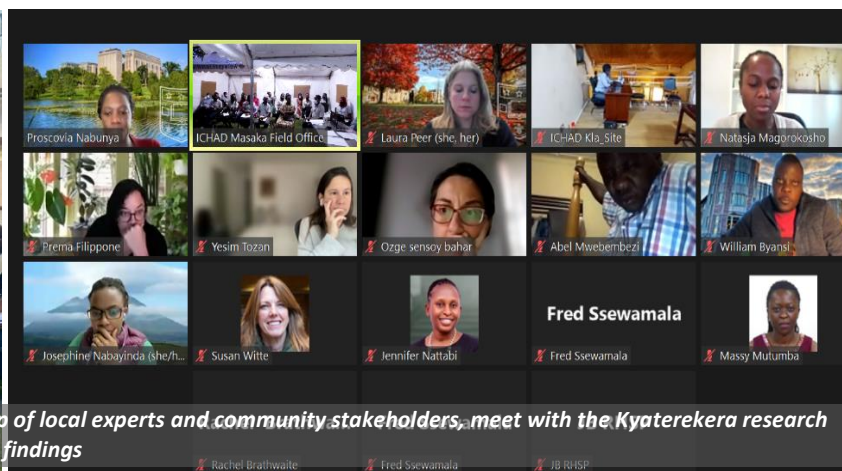 Proscovia Nabunya
ICHAD Masaka Field Office
Laura Peer (she, her)
ICHAD Kla_Site
Natasja Magorokosho
Prema Filippone
Yesim Tozan
Ozge sensoy bahar
Abel Mwebembezi
William Byansi
Josephine Nabayinda (she/h...
Susan Witte
Jennifer Nattabi
Fred Ssewamala
Fred Ssewamala
Massy Mutumba
of local experts and community stakeholders, meet with the Kyaterekera research
findings
Rachel Brathwaite
Fred Ssewamala
JB RHSP